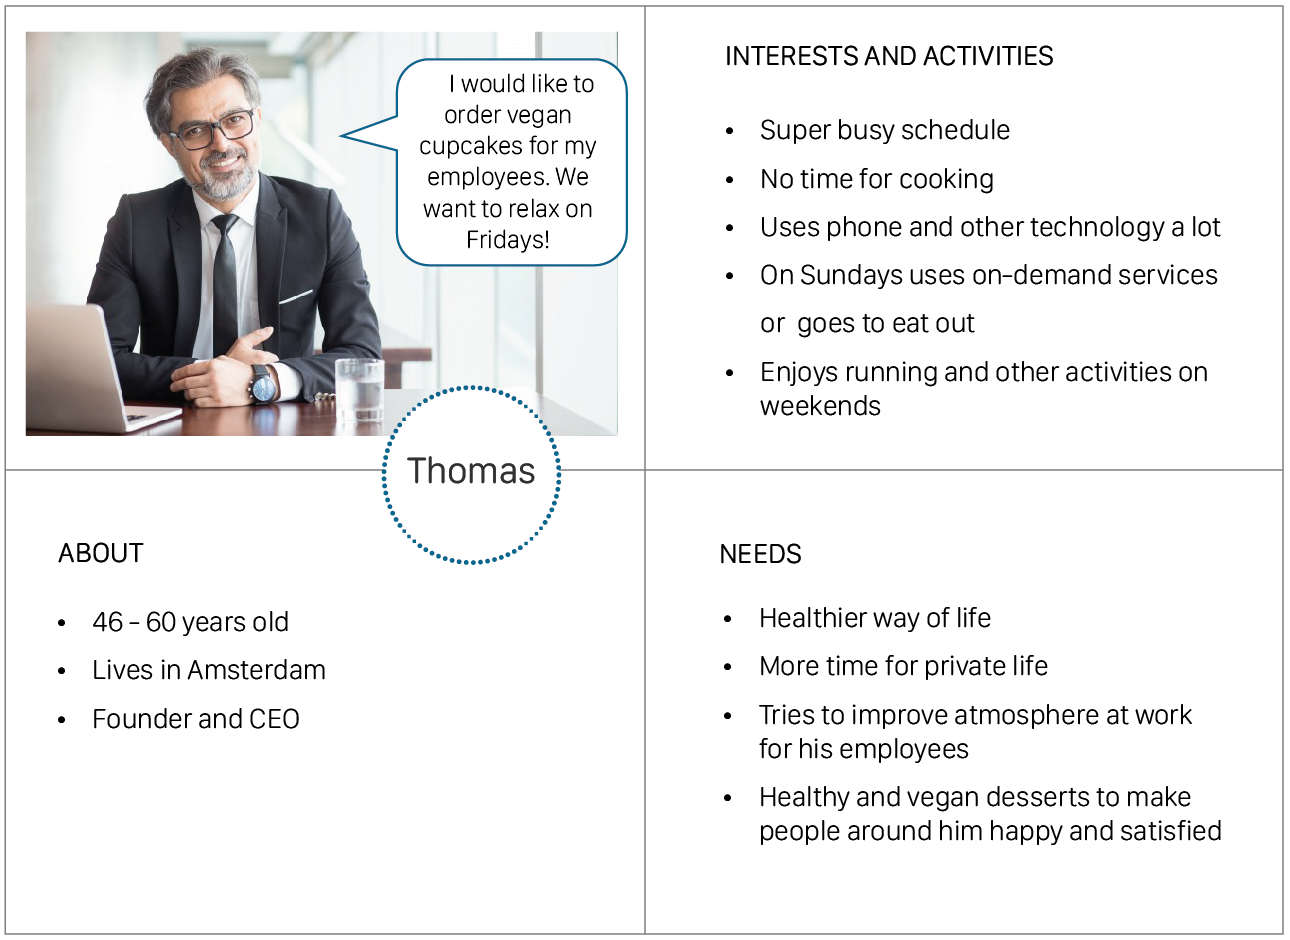 I would like to
order vegan
cupcakes for my
employees. We
want to relax on
Fridays!
Thomas
INTERESTS AND ACTIVITIES
• Super busy schedule
• No time for cooking
• Uses phone and other technology a lot
• On Sundays uses on-demand services
or goes to eat out
• Enjoys running and other activities on
weekends
ABOUT
• 46 - 60 years old
• Lives in Amsterdam
• Founder and CEO
NEEDS
• Healthier way of life
• More time for private life
• Tries to improve atmosphere at work
for his employees
• Healthy and vegan desserts to make
people around him happy and satisfied